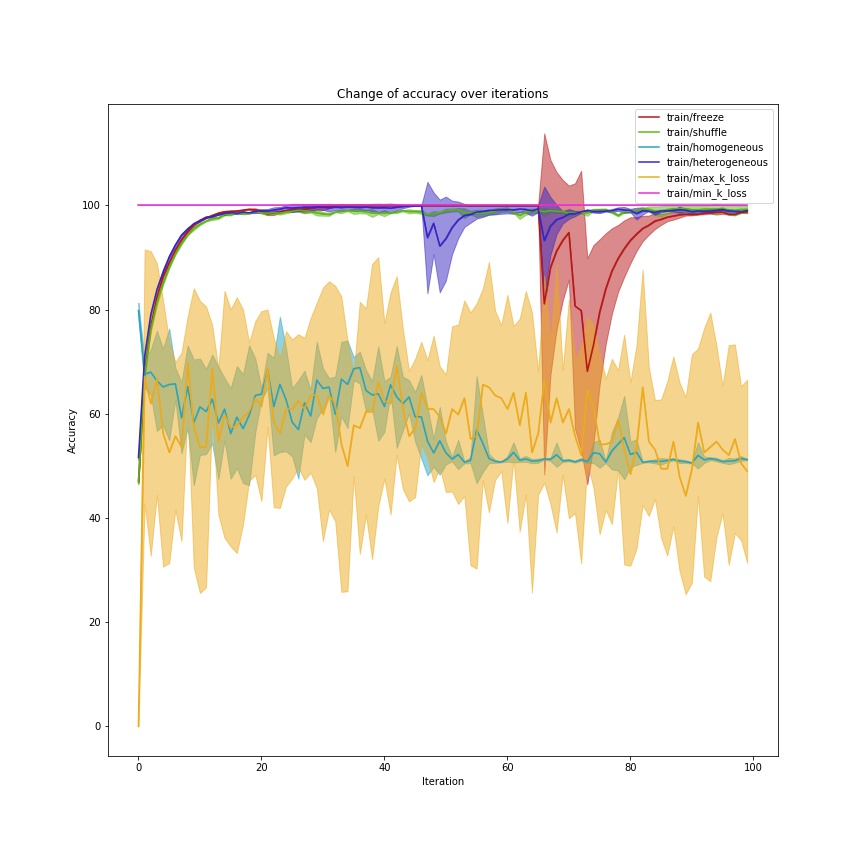 Change of accuracy over iterations
train/freeze
train/shuffle
train/homogeneous
train/heterogeneous
train/max_k_loss
train/min_k_loss
Accuracy
100
80
60
40
20
0
0 20 40 60 80 100
Iteration